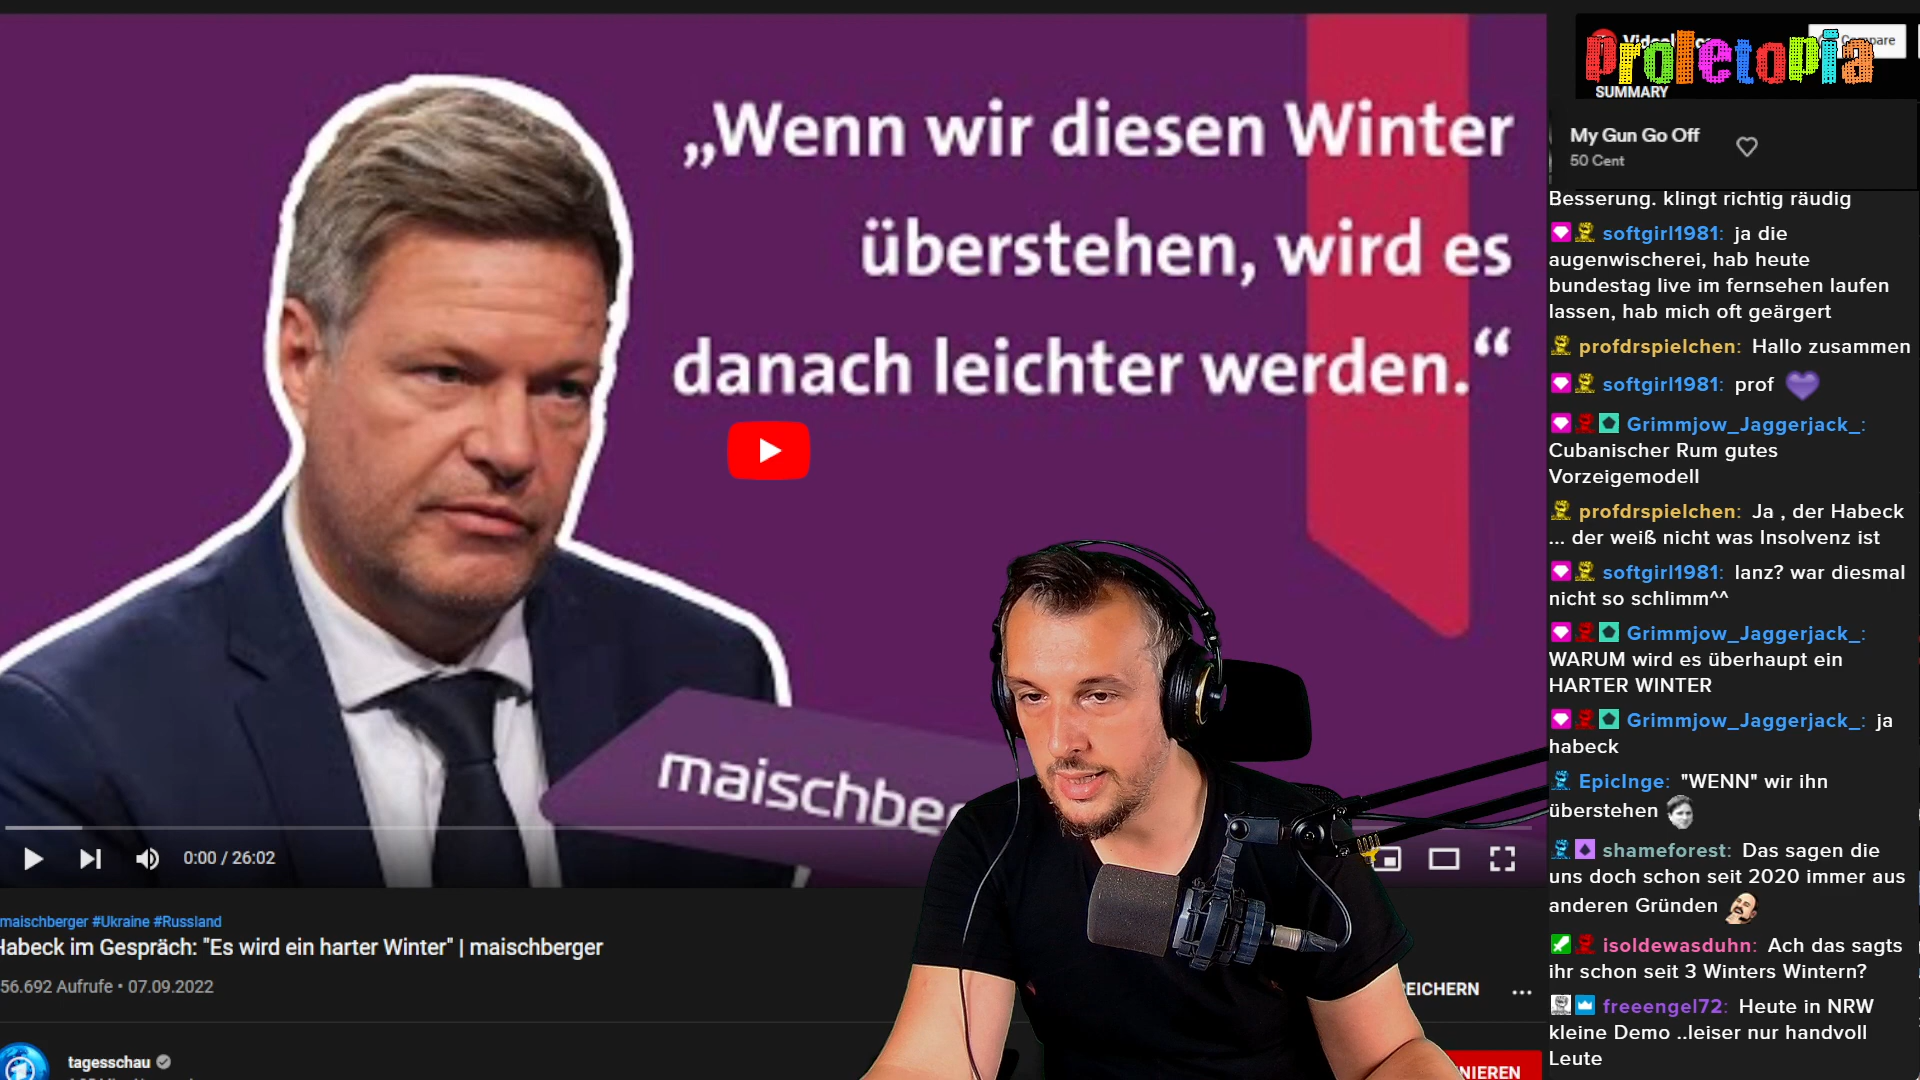 „Wenn wir diesen Winter
überstehen, wird es
danach leichter werden.“
maischberger
0:00 / 26:02
maischberger #Ukraine #Russland
Habeck im Gespräch: "Es wird ein harter Winter" | maischberger
56.692 Aufrufe • 07.09.2022
tagesschau
EICHERN
NIEREN
Proletopia
SUMMARY
My Gun Go Off
50 Cent
Besserung. klingt richtig räudig
softgirl1981: ja die
augenwischerei, hab heute
bundestag live im fernsehen laufen
lassen, hab mich oft geärgert
profdrspielchen: Hallo zusammen
softgirl1981: prof
Grimmjow_Jaggerjack_:
Cubanischer Rum gutes
Vorzeigemodell
profdrspielchen: Ja , der Habeck
... der weiß nicht was Insolvenz ist
softgirl1981: lanz? war diesmal
nicht so schlimm^^
Grimmjow_Jaggerjack_:
WARUM wird es überhaupt ein
HARTER WINTER
Grimmjow_Jaggerjack_: ja
habeck
EpicInge: "WENN" wir ihn
überstehen
shameforest: Das sagen die
uns doch schon seit 2020 immer aus
anderen Gründen
isoldewasduhn: Ach das sagts
ihr schon seit 3 Winters Wintern?
freeengel72: Heute in NRW
kleine Demo ..leiser nur handvoll
Leute